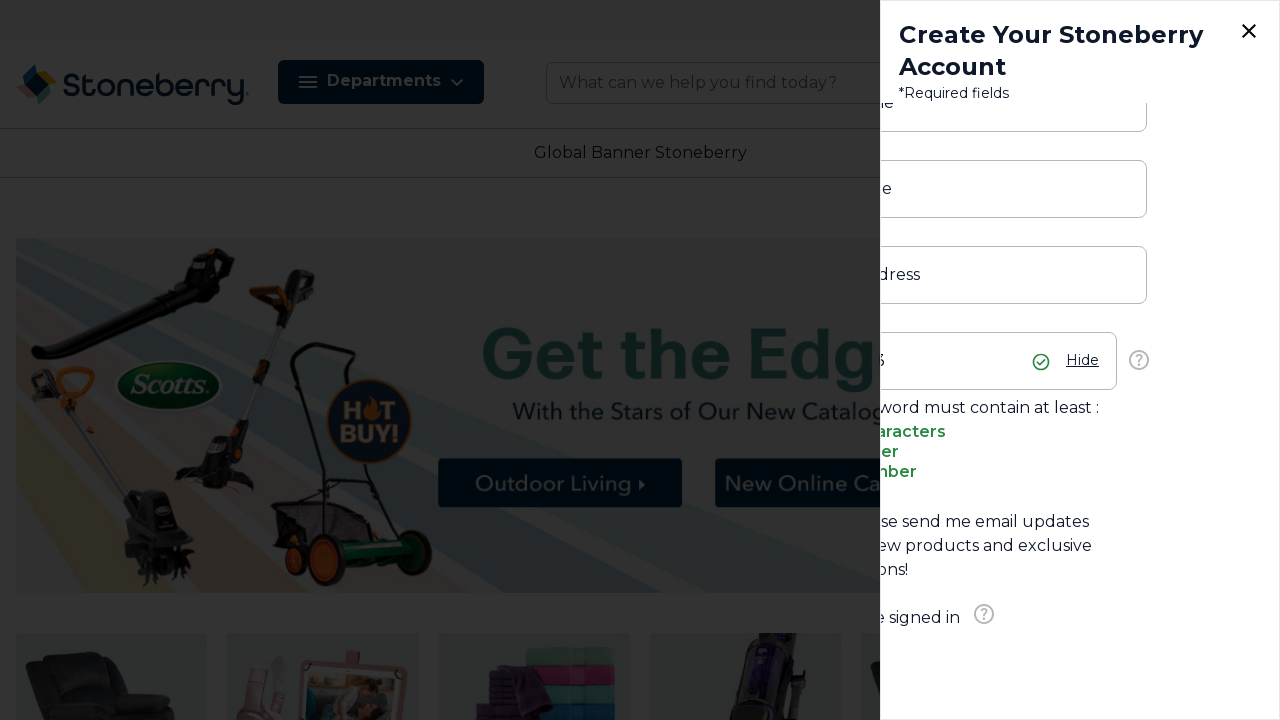 Create Your Stoneberry
Account
*Required fields
Stoneberry
Departments
What can we help you find today?
Global Banner Stoneberry
Get the Edg
With the Stars of Our New Catalog
Scotts
HOT
BUY!
Outdoor Living
New Online Ca
e
dress
3
Hide
word must contain at least :
aracters
er
nber
se send me email updates
ew products and exclusive
ons!
e signed in